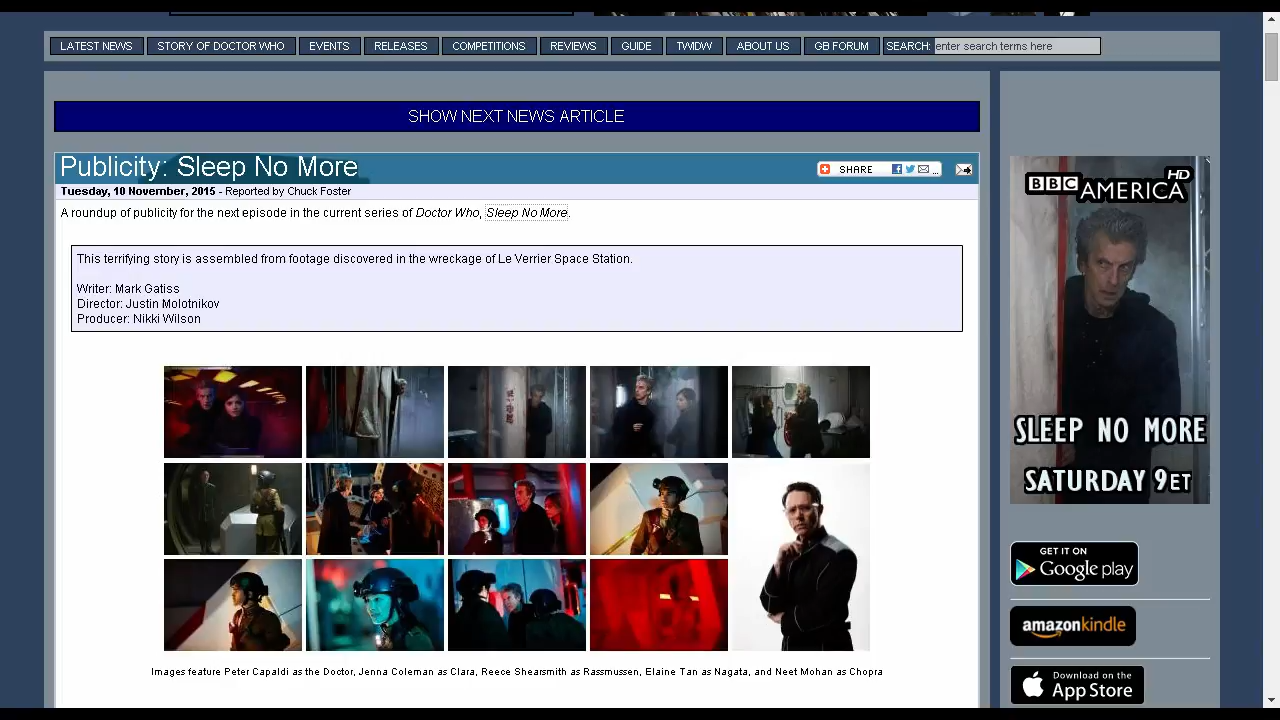 LATEST NEWS STORY OF DOCTOR WHO EVENTS RELEASES COMPETITIONS REVIEWS GUIDE TWIDW ABOUT US GB FORUM SEARCH: enter search terms here
SHOW NEXT NEWS ARTICLE
Publicity: Sleep No More
SHARE
Tuesday, 10 November, 2015 - Reported by Chuck Foster
A roundup of publicity for the next episode in the current series of Doctor Who, Sleep No More.
This terrifying story is assembled from footage discovered in the wreckage of Le Verrier Space Station.
Writer: Mark Gatiss
Director: Justin Molotnikov
Producer: Nikki Wilson
Images feature Peter Capaldi as the Doctor, Jenna Coleman as Clara, Reece Shearsmith as Rassmussen, Elaine Tan as Nagata, and Neet Mohan as Chopra
BBC AMERICA HD
SLEEP NO MORE
SATURDAY 9ET
GET IT ON
Google play
amazonkindle
Download on the
App Store